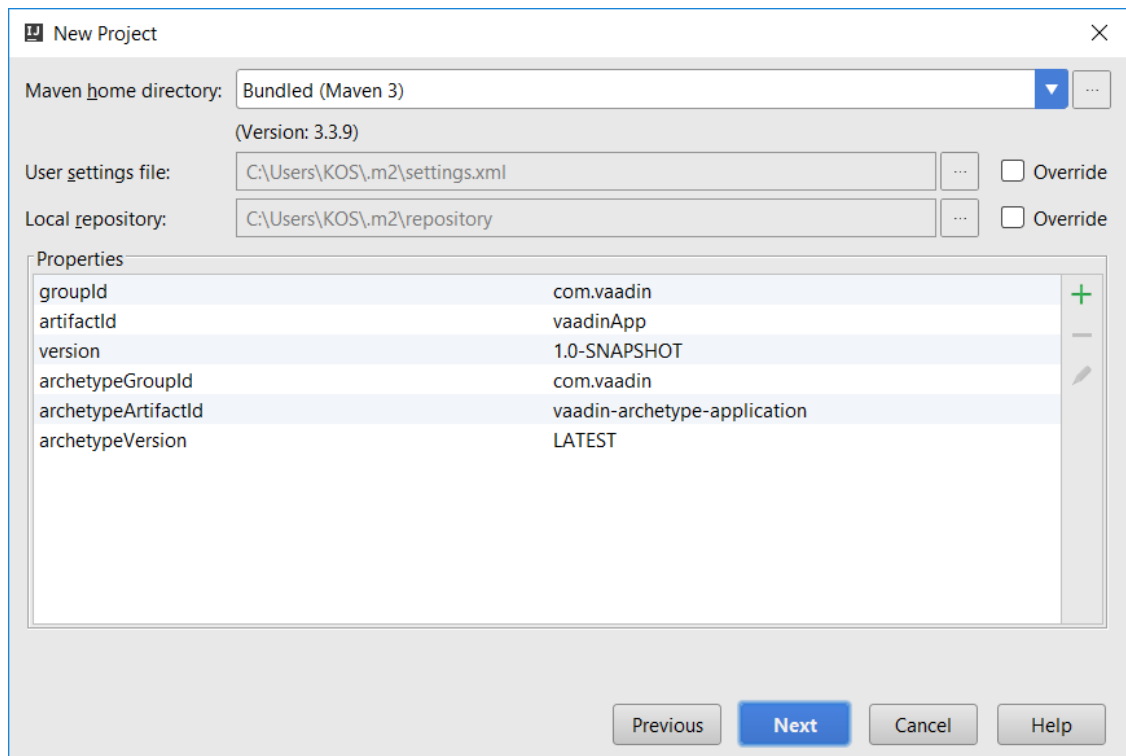 IJ New Project
Maven home directory: Bundled (Maven 3) ...
(Version: 3.3.9)
User settings file: C:\Users\KOS\.m2\settings.xml ... Override
Local repository: C:\Users\KOS\.m2\repository ... Override
Properties
groupId com.vaadin
artifactId vaadinApp
version 1.0-SNAPSHOT
archetypeGroupId com.vaadin
archetypeArtifactId vaadin-archetype-application
archetypeVersion LATEST
Previous Next Cancel Help